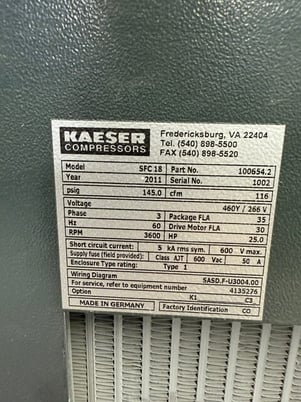 KAESER
COMPRESSORS
Fredericksburg, VA 22404
Tel. (540) 898-5500
FAX (540) 898-5520
Model SFC 18 Part No. 100654.2
Year 2011 Serial No. 1002
psig 145.0 cfm 116
Voltage 460Y / 266 V
Phase 3 Package FLA 35
Hz 60 Drive Motor FLA 30
RPM 3600 HP 25.0
Short circuit current: 5 kA rms sym. 600 V max.
Supply fuse (field provided): Class AJT 600 Vac 50 A
Enclosure Type rating: Type 1
Wiring Diagram SASD.F-U3004.00
For service, refer to equipment number 4135276
K1 C3
MADE IN GERMANY Factory Identification CO